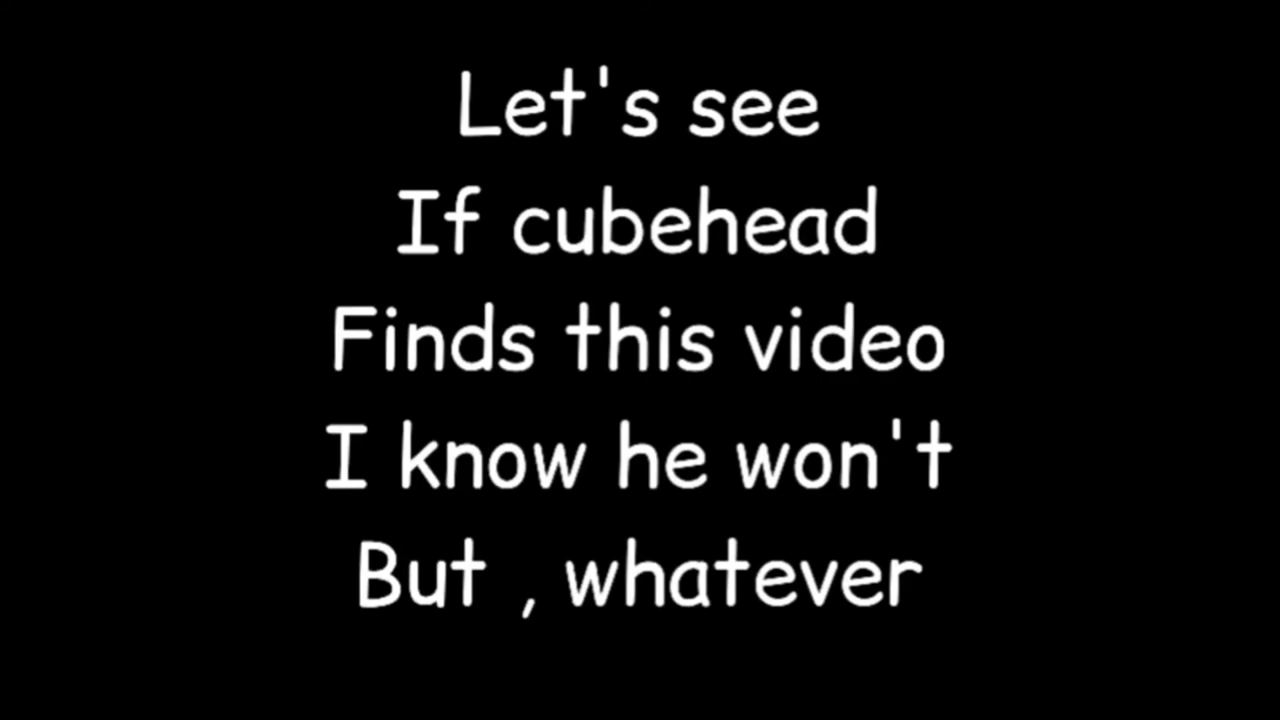 Let's see
If cubehead
Finds this video
I know he won't
But , whatever